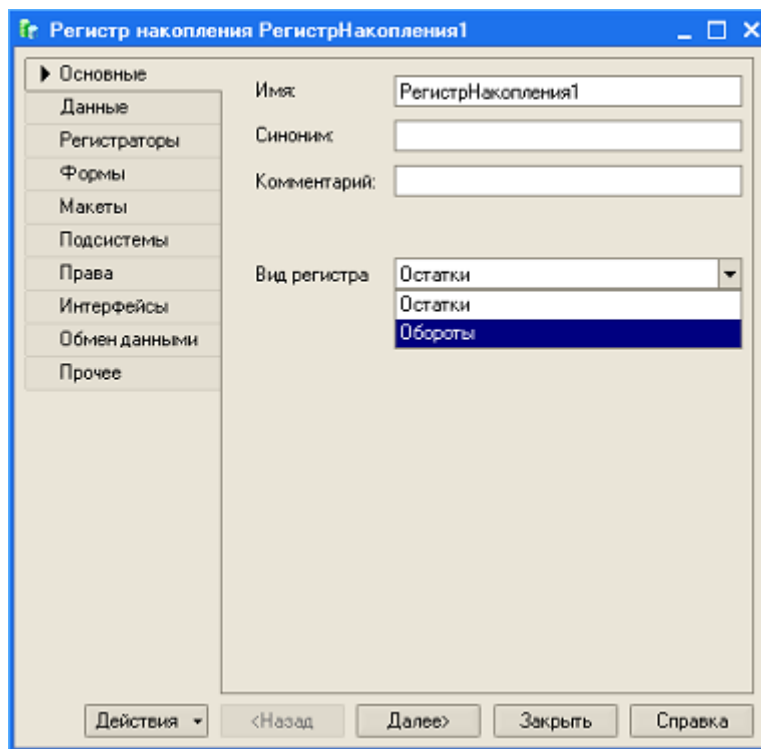 Регистр накопления РегистрНакопления1
Основные
Данные
Регистраторы
Формы
Макеты
Подсистемы
Права
Интерфейсы
Обмен данными
Прочее
Имя: РегистрНакопления1
Синоним:
Комментарий:
Вид регистра Остатки
Остатки
Обороты
Действия <Назад Далее> Закрыть Справка